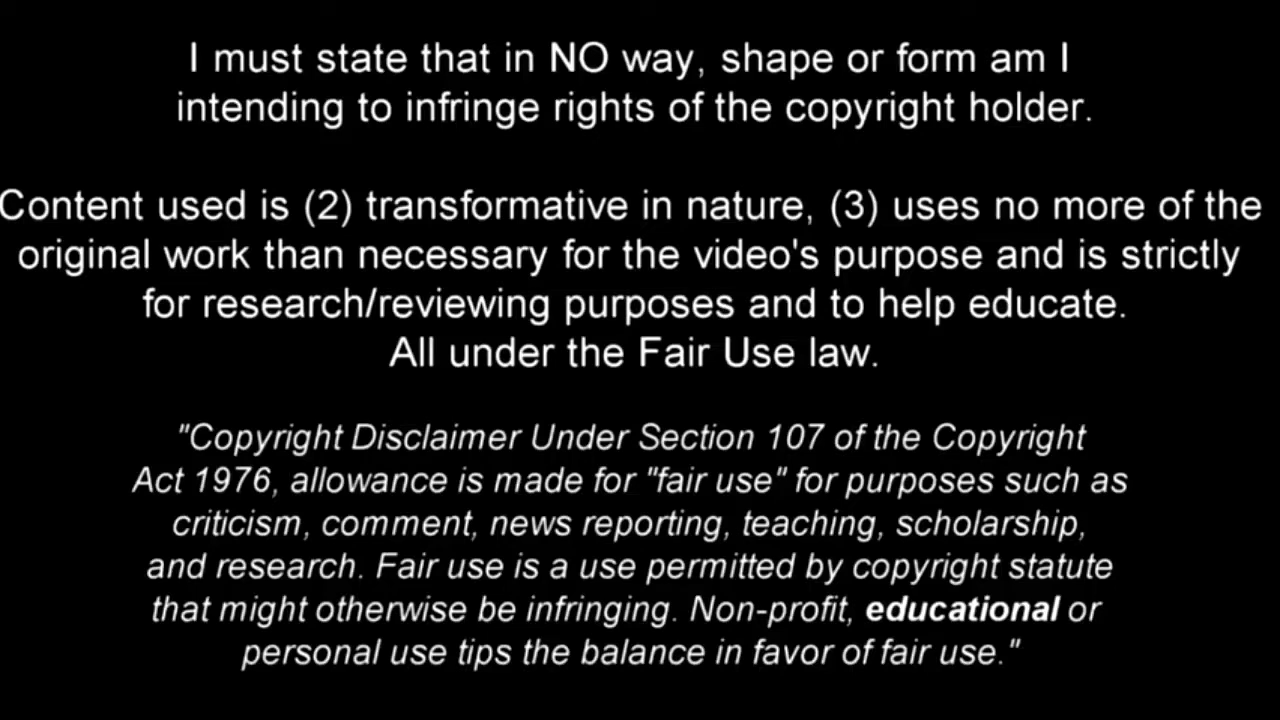 I must state that in NO way, shape or form am I
intending to infringe rights of the copyright holder.
Content used is (2) transformative in nature, (3) uses no more of the
original work than necessary for the video's purpose and is strictly
for research/reviewing purposes and to help educate.
All under the Fair Use law.
"Copyright Disclaimer Under Section 107 of the Copyright
Act 1976, allowance is made for "fair use" for purposes such as
criticism, comment, news reporting, teaching, scholarship,
and research. Fair use is a use permitted by copyright statute
that might otherwise be infringing. Non-profit, educational or
personal use tips the balance in favor of fair use."